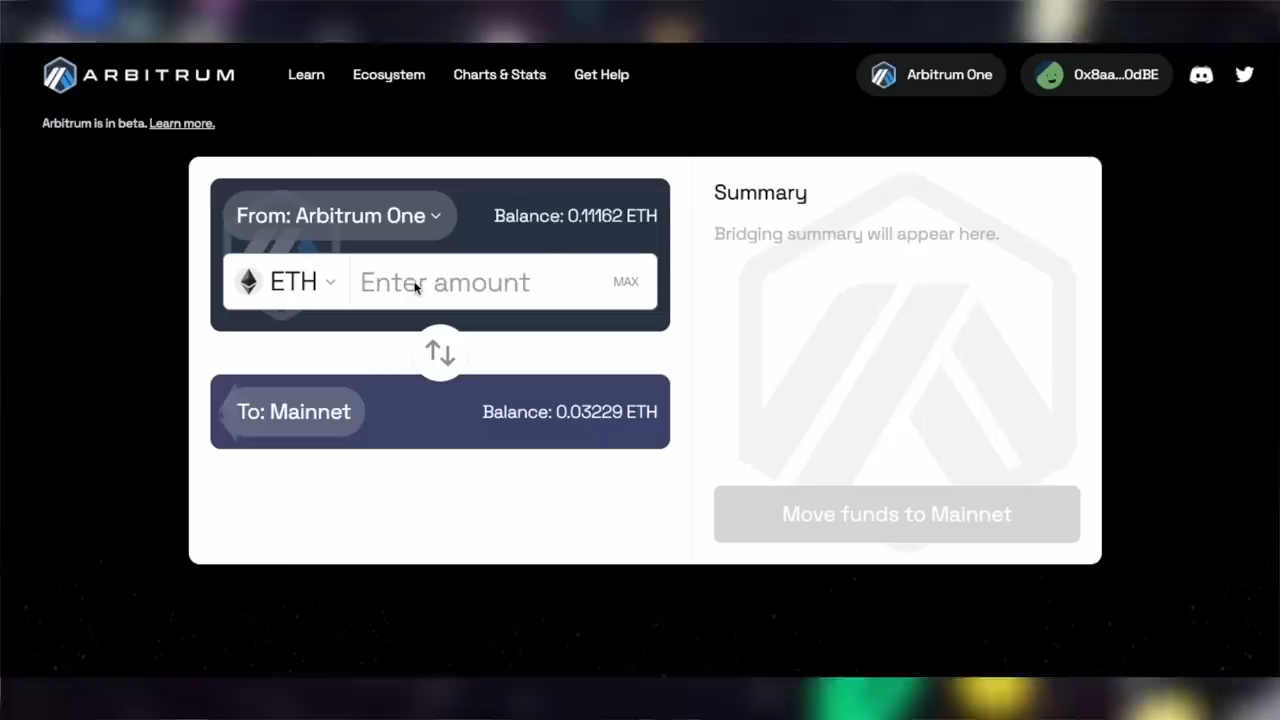 ARBITRUM Learn Ecosystem Charts & Stats Get Help Arbitrum One 0x8aa...0dBE
Arbitrum is in beta. Learn more.
From: Arbitrum One Balance: 0.11162 ETH
ETH Enter amount MAX
To: Mainnet Balance: 0.03229 ETH
Summary
Bridging summary will appear here.
Move funds to Mainnet